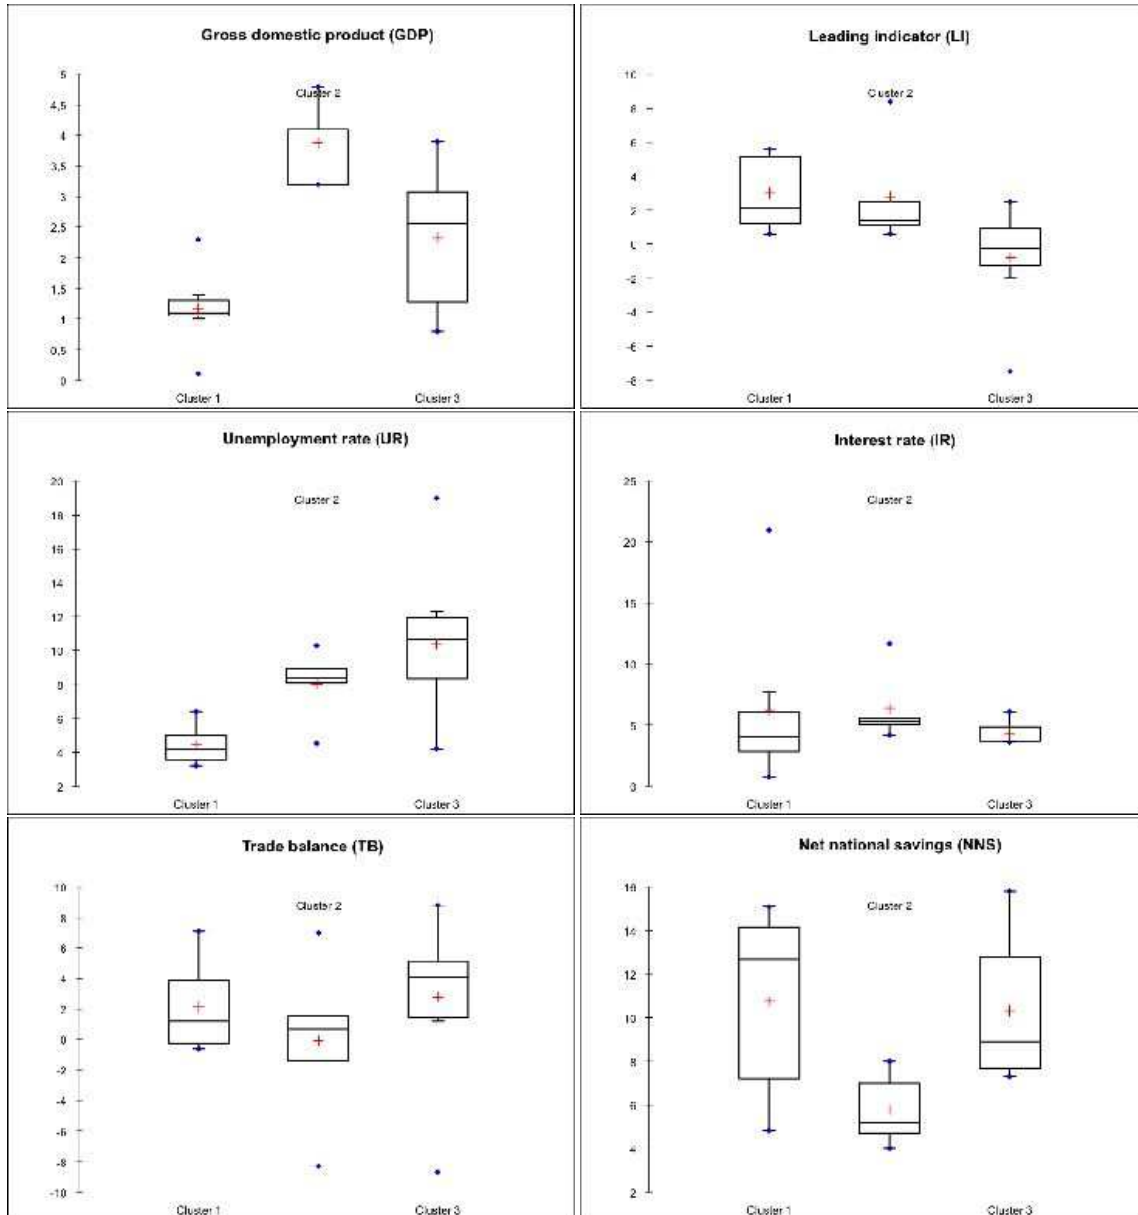 Gross domestic product (GDP)
5
4,5
4
3,5
3
2,5
2
1,5
1
0,5
0
Cluster 2
Cluster 1
Cluster 3
Leading indicator (LI)
10
8
6
4
2
0
-2
-4
-6
-8
Cluster 2
Cluster 1
Cluster 3
Unemployment rate (UR)
20
18
16
14
12
10
8
6
4
2
Cluster 2
Cluster 1
Cluster 3
Interest rate (IR)
25
20
15
10
5
0
Cluster 2
Cluster 1
Cluster 3
Trade balance (TB)
10
8
6
4
2
0
-2
-4
-6
-8
-10
Cluster 2
Cluster 1
Cluster 3
Net national savings (NNS)
16
14
12
10
8
6
4
2
Cluster 2
Cluster 1
Cluster 3